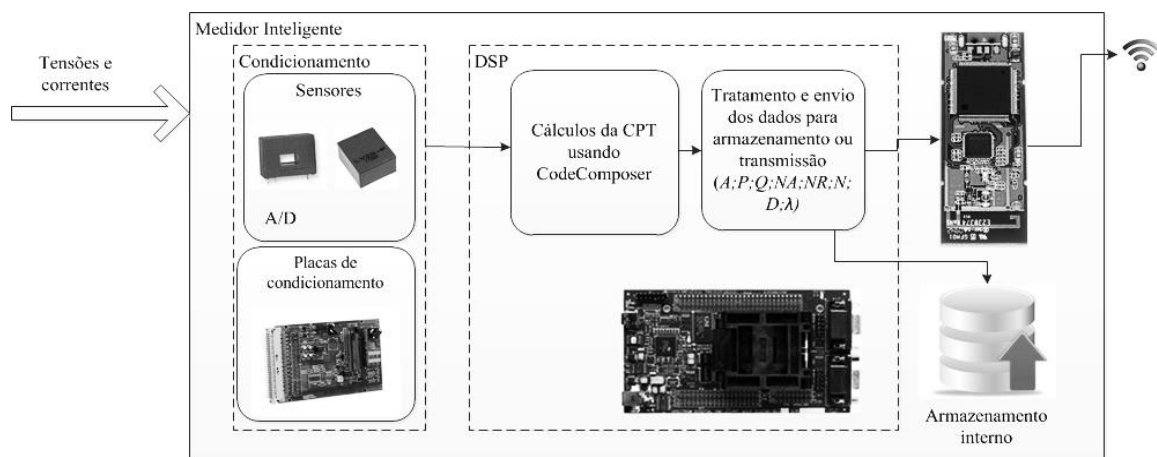 Medidor Inteligente
Tensões e
correntes
Condicionamento
Sensores
A/D
Placas de
condicionamento
DSP
Cálculos da CPT
usando
CodeComposer
Tratamento e envio
dos dados para
armazenamento ou
transmissão
(A;P;Q;NA;NR;N;
D;λ)
Armazenamento
interno